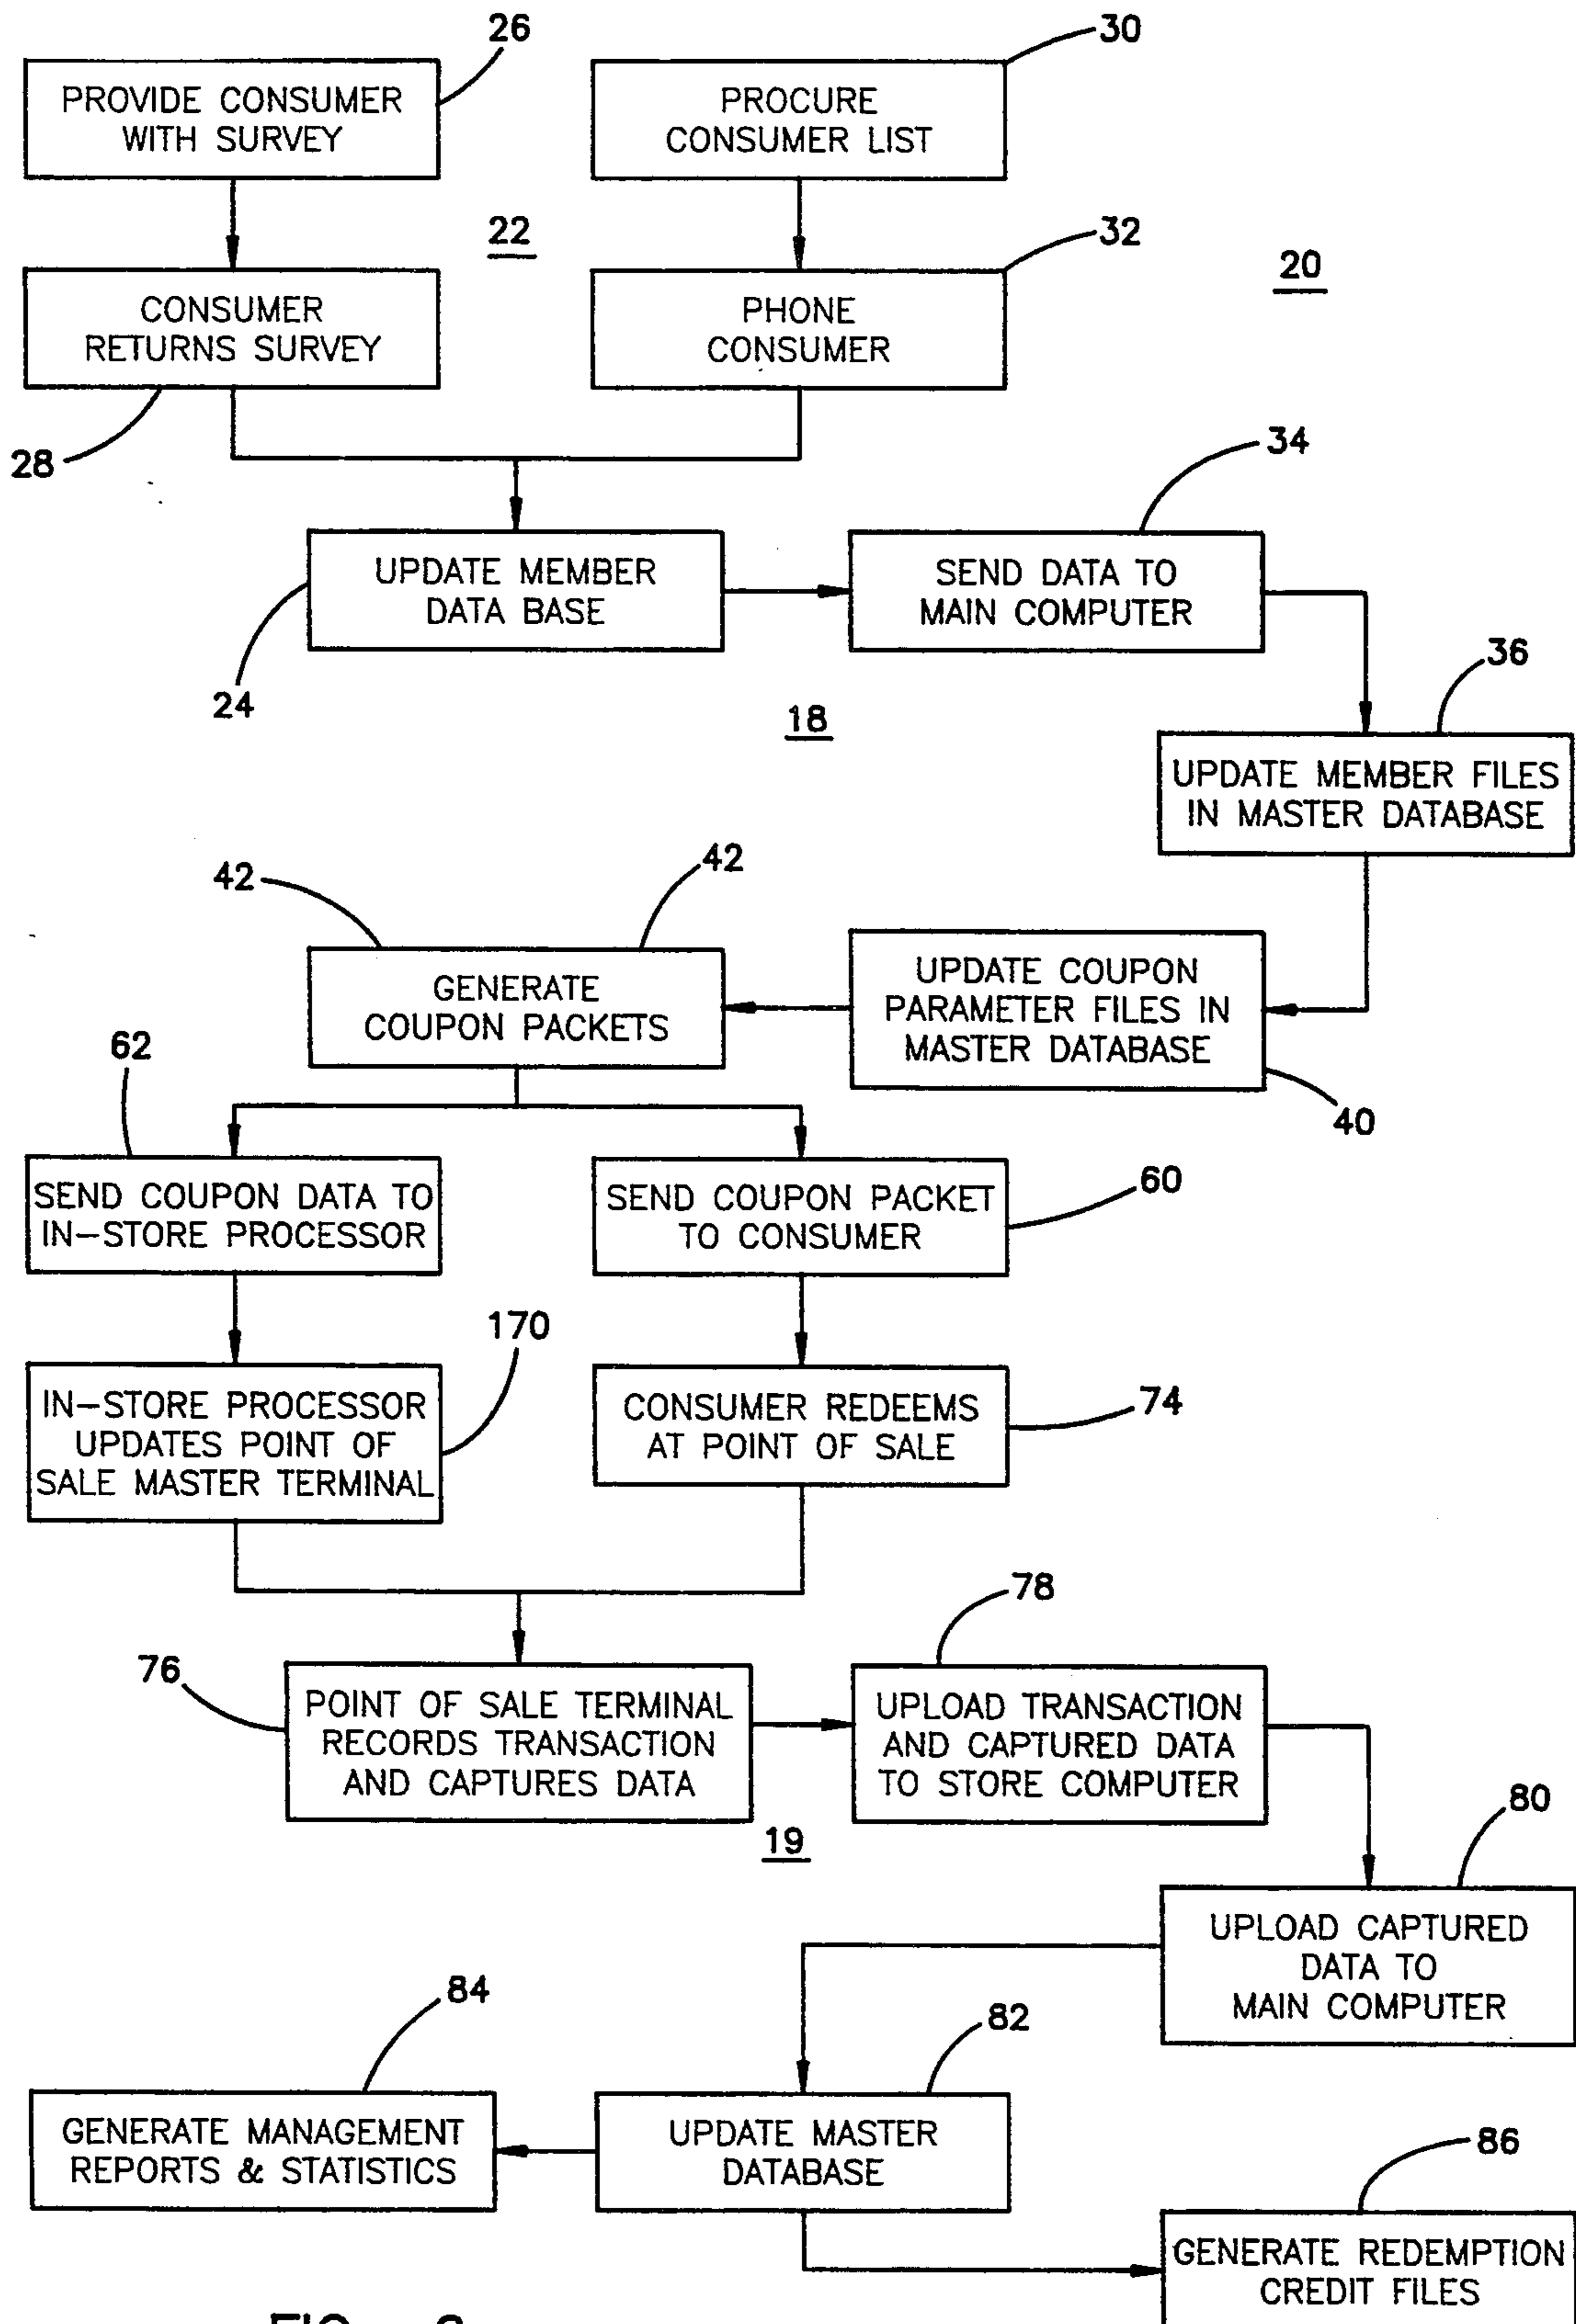 26
30
PROVIDE CONSUMER
WITH SURVEY
PROCURE
CONSUMER LIST
22
32
20
CONSUMER
RETURNS SURVEY
PHONE
CONSUMER
28
34
UPDATE MEMBER
DATA BASE
SEND DATA TO
MAIN COMPUTER
24
18
36
UPDATE MEMBER FILES
IN MASTER DATABASE
42
42
GENERATE
COUPON PACKETS
UPDATE COUPON
PARAMETER FILES IN
MASTER DATABASE
62
40
SEND COUPON DATA TO
IN-STORE PROCESSOR
SEND COUPON PACKET
TO CONSUMER
60
170
IN-STORE PROCESSOR
UPDATES POINT OF
SALE MASTER TERMINAL
CONSUMER REDEEMS
AT POINT OF SALE
74
78
76
POINT OF SALE TERMINAL
RECORDS TRANSACTION
AND CAPTURES DATA
UPLOAD TRANSACTION
AND CAPTURED DATA
TO STORE COMPUTER
19
80
UPLOAD CAPTURED
DATA TO
MAIN COMPUTER
84
82
GENERATE MANAGEMENT
REPORTS & STATISTICS
UPDATE MASTER
DATABASE
86
GENERATE REDEMPTION
CREDIT FILES